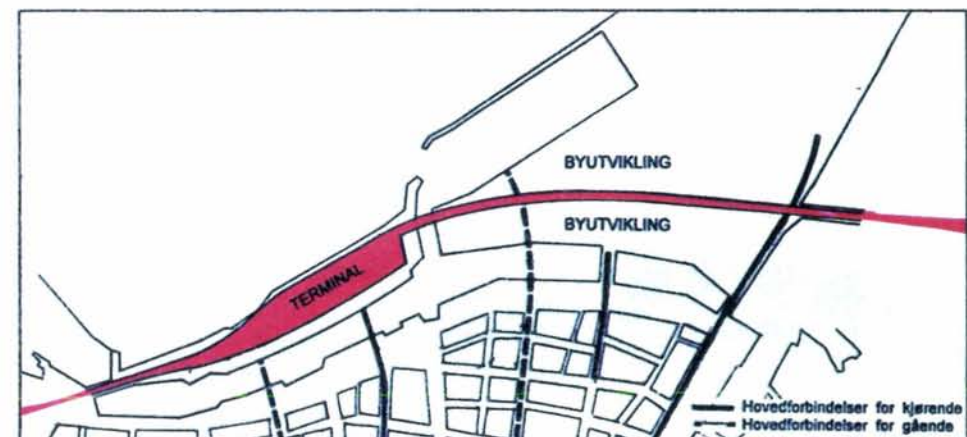 BYUTVIKLING
BYUTVIKLING
TERMINAL
Hovedforbindelser for kjørende
Hovedforbindelser for gående